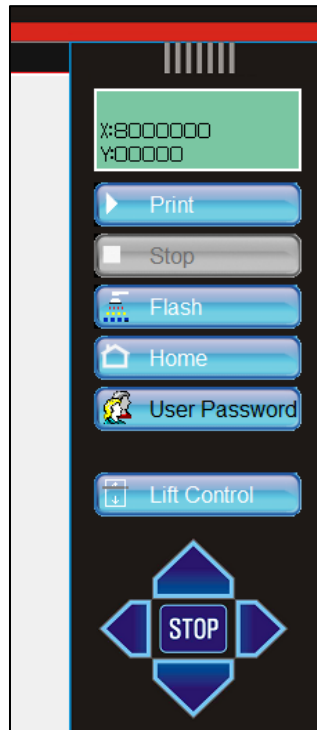 X:8000000
Y:00000
Print
Stop
Flash
Home
User Password
Lift Control
STOP